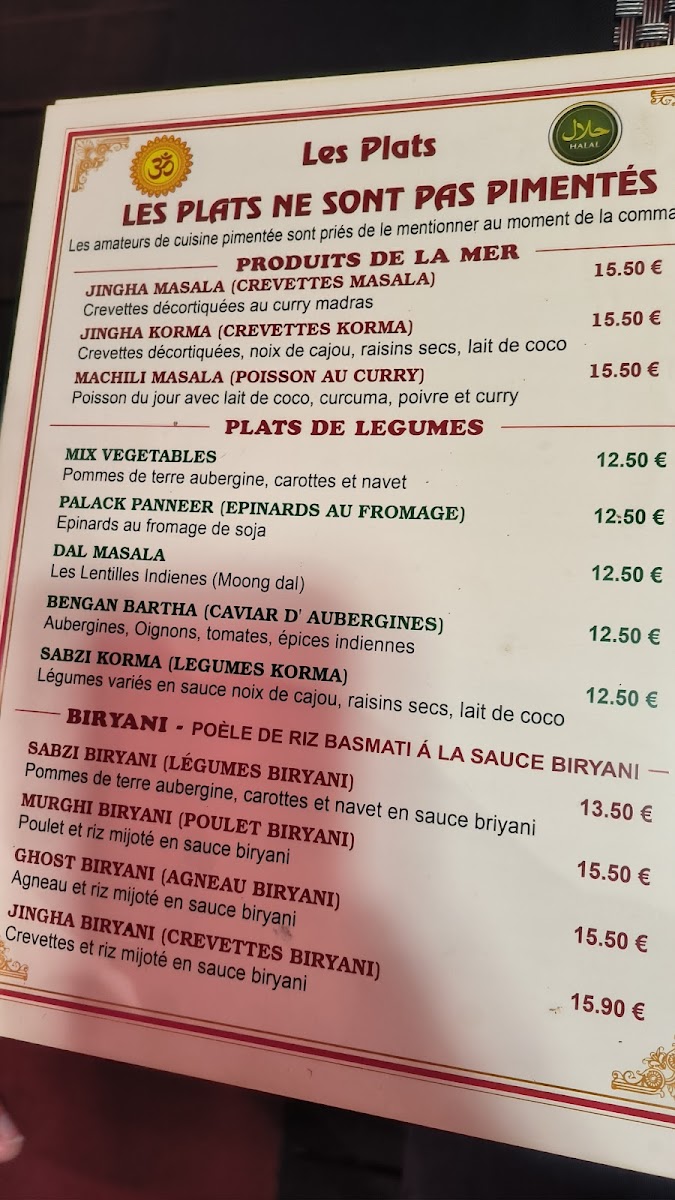 ॐ
حلال
HALAL
Les Plats
LES PLATS NE SONT PAS PIMENTÉS
Les amateurs de cuisine pimentée sont priés de le mentionner au moment de la comma
PRODUITS DE LA MER
JINGHA MASALA (CREVETTES MASALA) 15.50 €
Crevettes décortiquées au curry madras
JINGHA KORMA (CREVETTES KORMA) 15.50 €
Crevettes décortiquées, noix de cajou, raisins secs, lait de coco
MACHILI MASALA (POISSON AU CURRY) 15.50 €
Poisson du jour avec lait de coco, curcuma, poivre et curry
PLATS DE LEGUMES
MIX VEGETABLES 12.50 €
Pommes de terre aubergine, carottes et navet
PALACK PANNEER (EPINARDS AU FROMAGE) 12.50 €
Epinards au fromage de soja
DAL MASALA 12.50 €
Les Lentilles Indienes (Moong dal)
BENGAN BARTHA (CAVIAR D' AUBERGINES) 12.50 €
Aubergines, Oignons, tomates, épices indiennes
SABZI KORMA (LEGUMES KORMA) 12.50 €
Légumes variés en sauce noix de cajou, raisins secs, lait de coco
BIRYANI - POÈLE DE RIZ BASMATI Á LA SAUCE BIRYANI
SABZI BIRYANI (LÉGUMES BIRYANI) 13.50 €
Pommes de terre aubergine, carottes et navet en sauce briyani
MURGHI BIRYANI (POULET BIRYANI) 15.50 €
Poulet et riz mijoté en sauce biryani
GHOST BIRYANI (AGNEAU BIRYANI) 15.50 €
Agneau et riz mijoté en sauce biryani
JINGHA BIRYANI (CREVETTES BIRYANI) 15.90 €
Crevettes et riz mijoté en sauce biryani